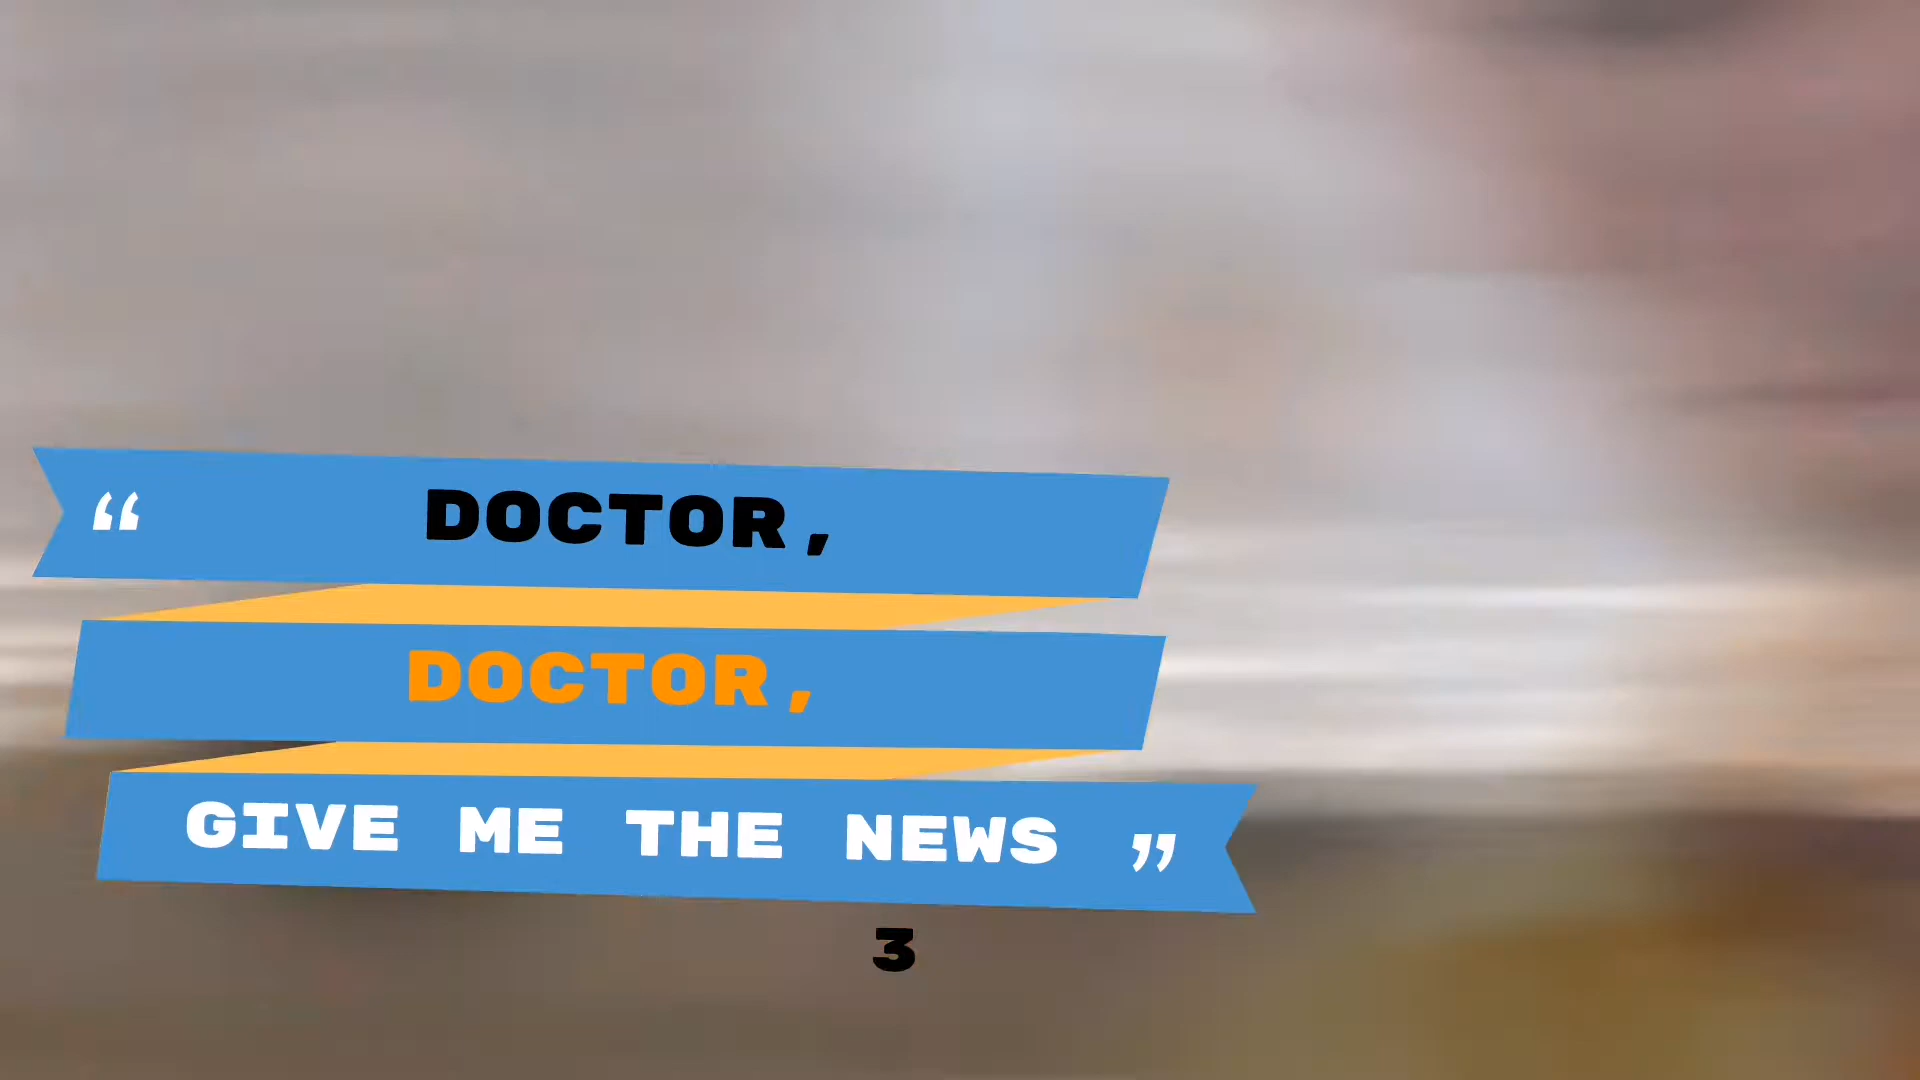 “ DOCTOR,
DOCTOR,
GIVE ME THE NEWS ”
3